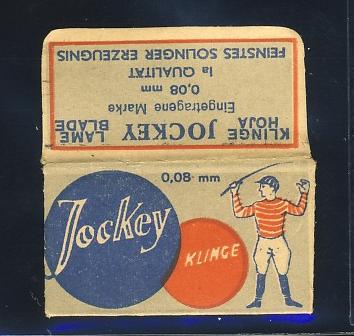 FEINSTES SOLINGER ERZEUGNIS
Ia QUALITÄT
0,08 mm
Eingetragene Marke
KLINGE JOCKEY LAME
HOJA BLADE
0,08 mm
Jockey
KLINGE